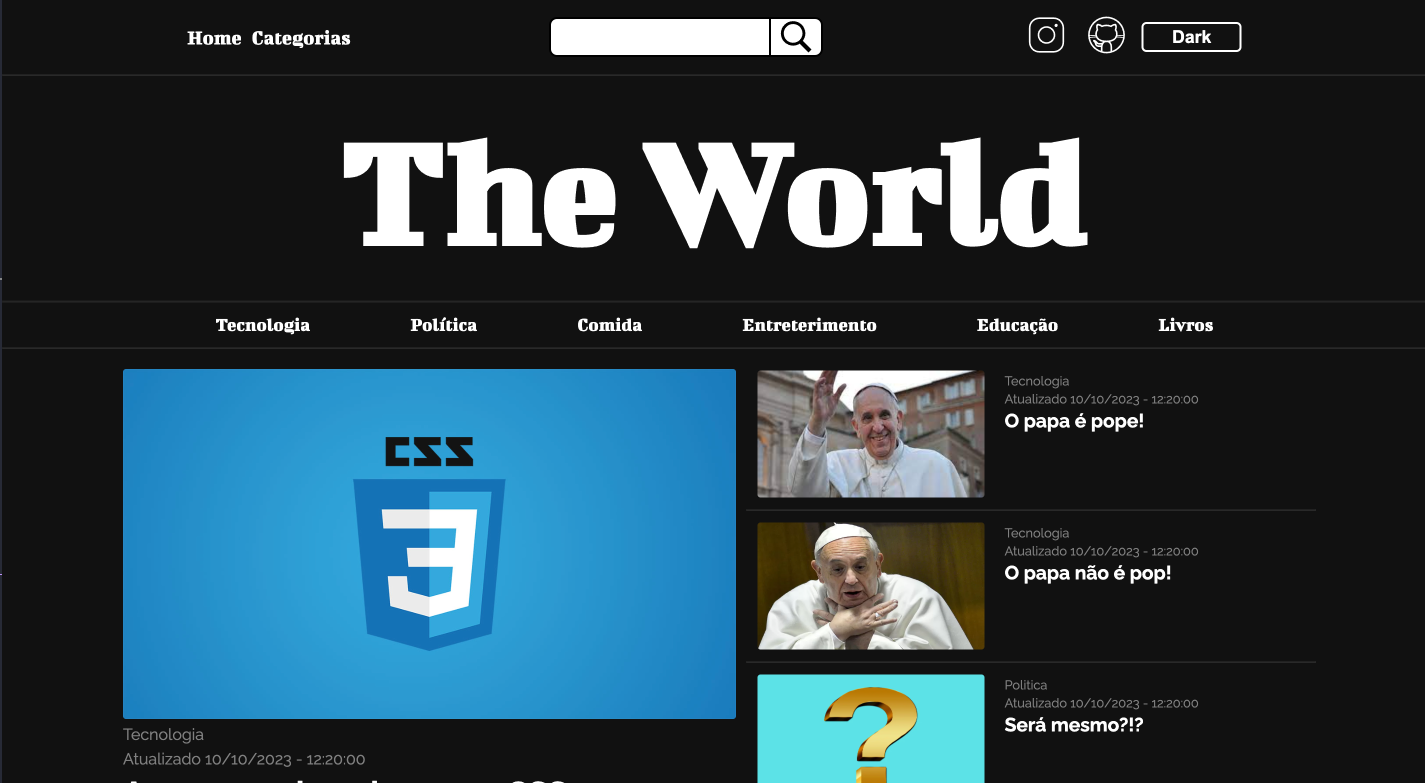 Home Categorias
Dark
The World
Tecnologia Política Comida Entreterimento Educação Livros
CSS
3
Tecnologia
Atualizado 10/10/2023 - 12:20:00
Tecnologia
Atualizado 10/10/2023 - 12:20:00
O papa é pope!
Tecnologia
Atualizado 10/10/2023 - 12:20:00
O papa não é pop!
Politica
Atualizado 10/10/2023 - 12:20:00
Será mesmo?!?
?